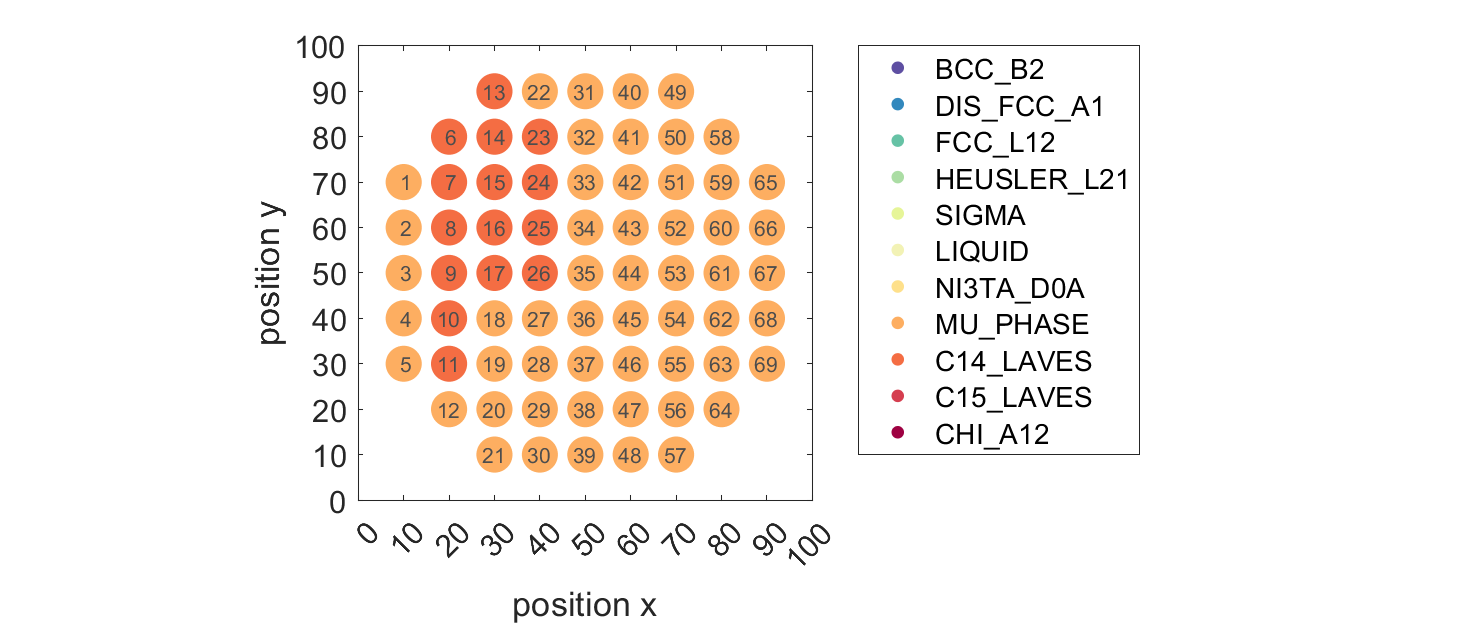 100
90
80
70
60
50
40
30
20
10
0
position y
13 22 31 40 49
6 14 23 32 41 50 58
1 7 15 24 33 42 51 59 65
2 8 16 25 34 43 52 60 66
3 9 17 26 35 44 53 61 67
4 10 18 27 36 45 54 62 68
5 11 19 28 37 46 55 63 69
12 20 29 38 47 56 64
21 30 39 48 57
0 10 20 30 40 50 60 70 80 90 100
position x
BCC_B2
DIS_FCC_A1
FCC_L12
HEUSLER_L21
SIGMA
LIQUID
NI3TA_D0A
MU_PHASE
C14_LAVES
C15_LAVES
CHI_A12